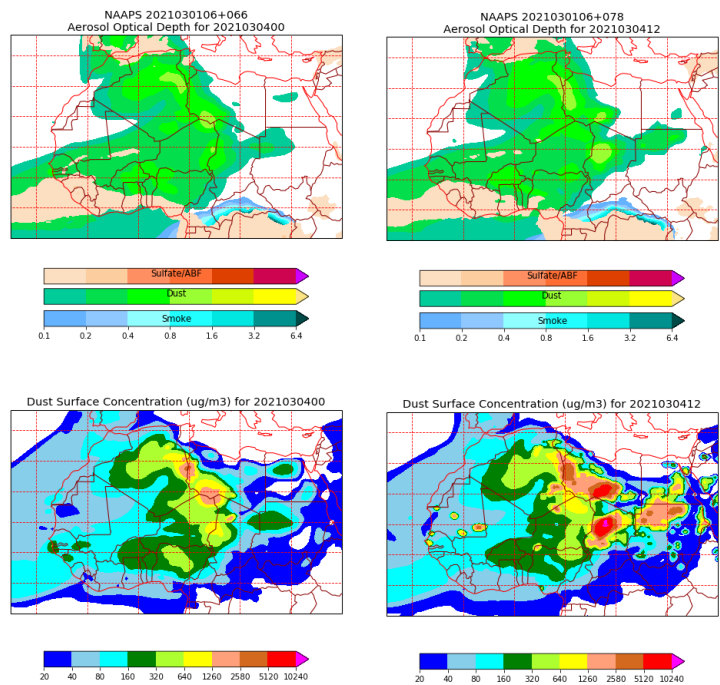 NAAPS 2021030106+066
Aerosol Optical Depth for 2021030400
NAAPS 2021030106+078
Aerosol Optical Depth for 2021030412
Sulfate/ABF
Dust
Smoke
0.1 0.2 0.4 0.8 1.6 3.2 6.4
Sulfate/ABF
Dust
Smoke
0.1 0.2 0.4 0.8 1.6 3.2 6.4
Dust Surface Concentration (ug/m3) for 2021030400
Dust Surface Concentration (ug/m3) for 2021030412
20 40 80 160 320 640 1260 2580 5120 10240
20 40 80 160 320 640 1260 2580 5120 10240